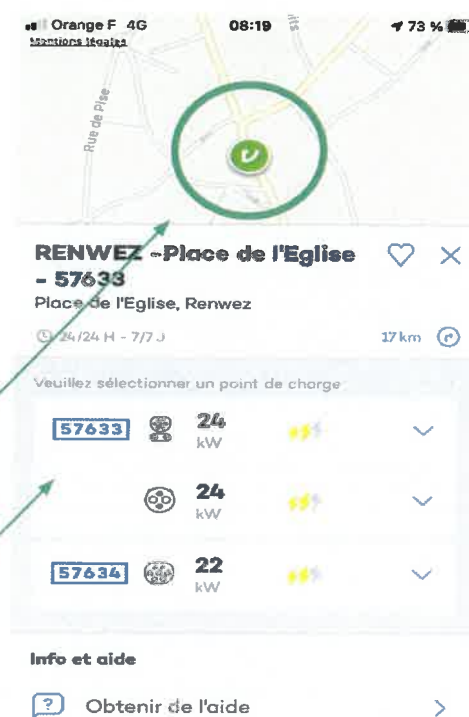 Orange F 4G 08:19 73 %
Mentions légales
Rue de Pise
RENWEZ -Place de l'Eglise
- 57633
Place de l'Eglise, Renwez
24/24 H - 7/7 J
17 km
Veuillez sélectionner un point de charge
57633 24
kW
24
kW
57634 22
kW
Info et aide
Obtenir de l'aide